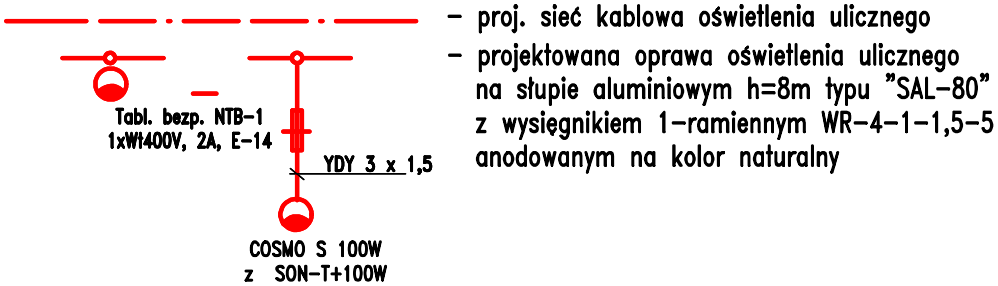 - proj. sieć kablowa oświetlenia ulicznego
- projektowana oprawa oświetlenia ulicznego
na słupie aluminiowym h=8m typu "SAL-80"
z wysięgnikiem 1-ramiennym WR-4-1-1,5-5
anodowanym na kolor naturalny
Tabl. bezp. NTB-1
1xWt400V, 2A, E-14
YDY 3 x 1,5
COSMO S 100W
z SON-T+100W